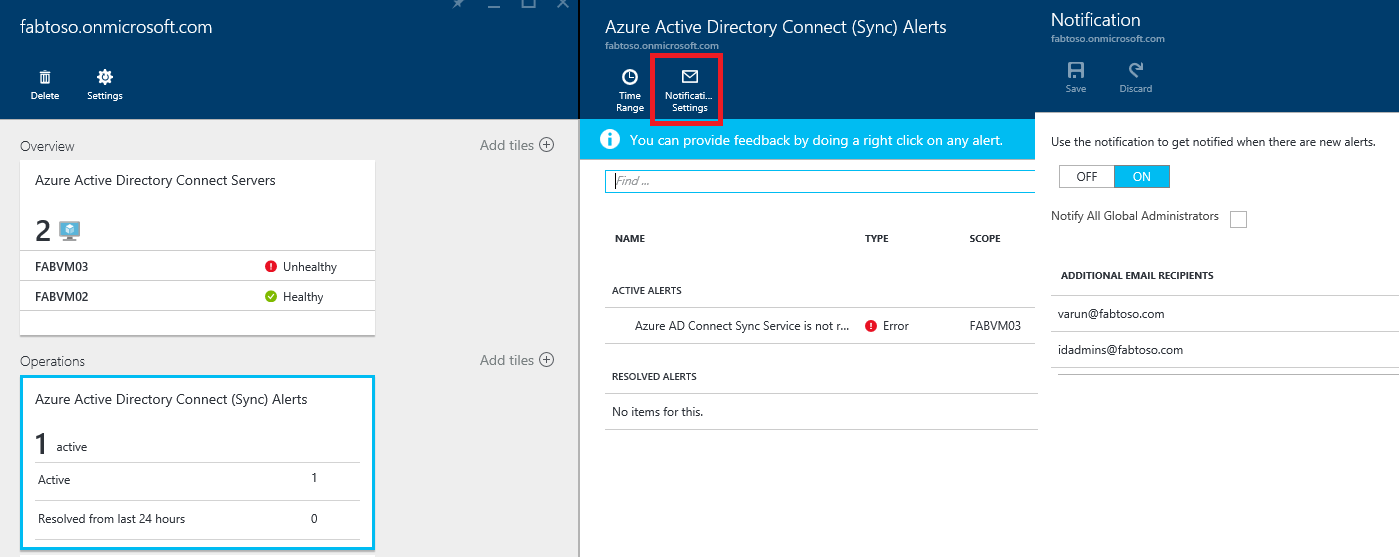 fabtoso.onmicrosoft.com
Delete
Settings
Overview
Add tiles
Azure Active Directory Connect Servers
2
FABVM03 Unhealthy
FABVM02 Healthy
Operations
Add tiles
Azure Active Directory Connect (Sync) Alerts
1 active
Active 1
Resolved from last 24 hours 0
Azure Active Directory Connect (Sync) Alerts
fabtoso.onmicrosoft.com
Time
Range
Notificati...
Settings
You can provide feedback by doing a right click on any alert.
Find ...
NAME TYPE SCOPE
ACTIVE ALERTS
Azure AD Connect Sync Service is not r... Error FABVM03
RESOLVED ALERTS
No items for this.
Notification
fabtoso.onmicrosoft.com
Save
Discard
Use the notification to get notified when there are new alerts.
OFF ON
Notify All Global Administrators
ADDITIONAL EMAIL RECIPIENTS
varun@fabtoso.com
idadmins@fabtoso.com